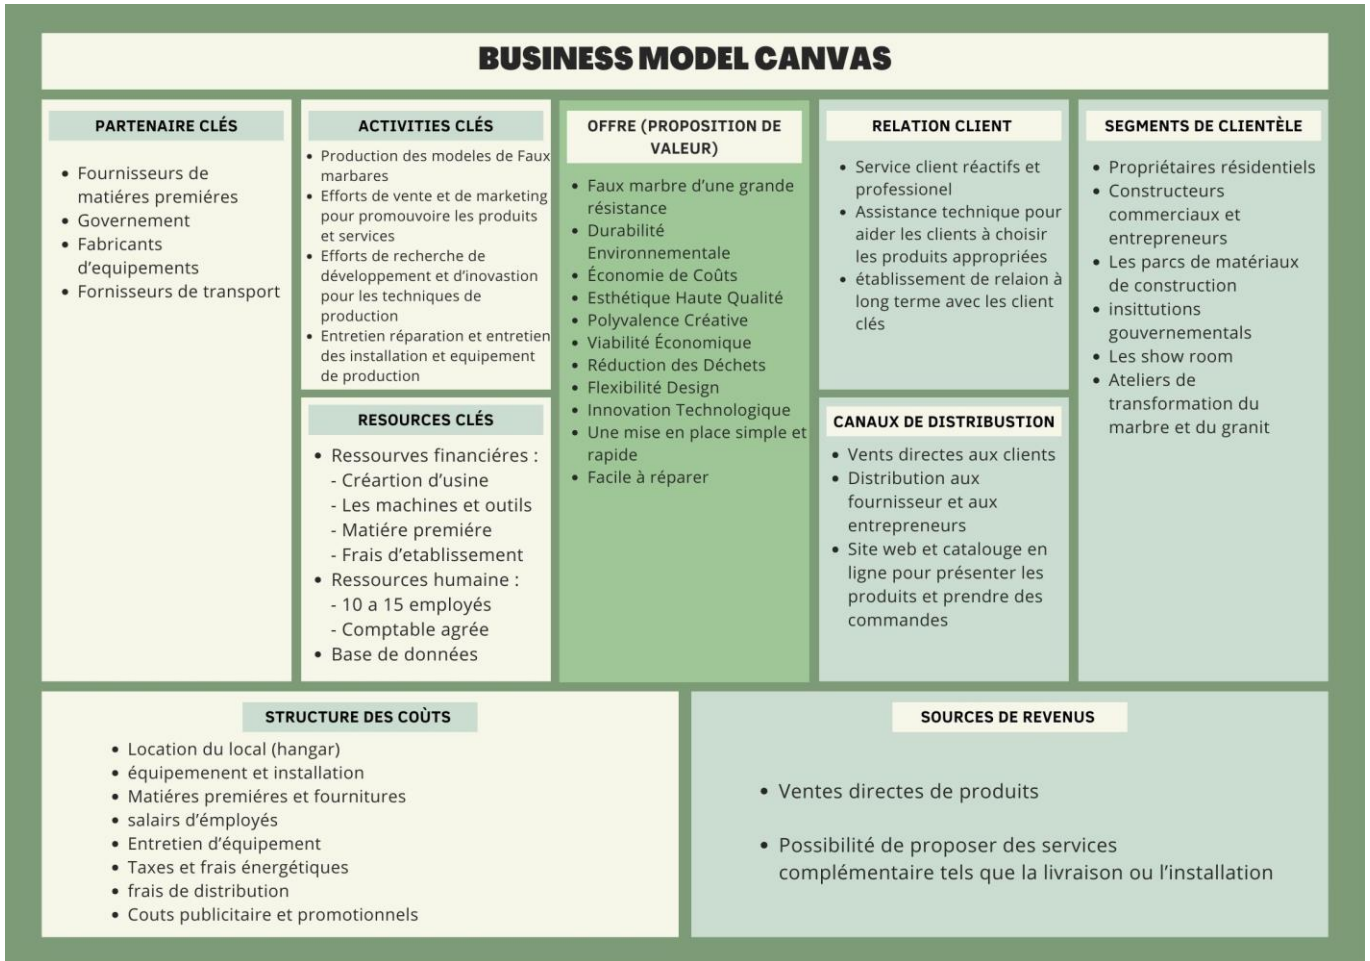 BUSINESS MODEL CANVAS
PARTENAIRE CLÉS
• Fournisseurs de
matiéres premiéres
• Governement
• Fabricants
d'equipements
• Fornisseurs de transport
ACTIVITIES CLÉS
• Production des modeles de Faux
marbares
• Efforts de vente et de marketing
pour promouvoire les produits
et services
• Efforts de recherche de
développement et d'inovastion
pour les techniques de
production
• Entretien réparation et entretien
des installation et equipement
de production
RESOURCES CLÉS
• Ressourves financiéres :
- Créartion d'usine
- Les machines et outils
- Matiére premiére
- Frais d'etablissement
• Ressources humaine :
- 10 a 15 employés
- Comptable agrée
• Base de données
OFFRE (PROPOSITION DE
VALEUR)
• Faux marbre d'une grande
résistance
• Durabilité
Environnementale
• Économie de Coûts
• Esthétique Haute Qualité
• Polyvalence Créative
• Viabilité Économique
• Réduction des Déchets
• Flexibilité Design
• Innovation Technologique
• Une mise en place simple et
rapide
• Facile à réparer
RELATION CLIENT
• Service client réactifs et
professionel
• Assistance technique pour
aider les clients à choisir
les produits appropriées
• établissement de relaion à
long terme avec les client
clés
CANAUX DE DISTRIBUSTION
• Vents directes aux clients
• Distribution aux
fournisseur et aux
entrepreneurs
• Site web et catalouge en
ligne pour présenter les
produits et prendre des
commandes
SEGMENTS DE CLIENTÈLE
• Propriétaires résidentiels
• Constructeurs
commerciaux et
entrepreneurs
• Les parcs de matériaux
de construction
• insittutions
gouvernementals
• Les show room
• Ateliers de
transformation du
marbre et du granit
STRUCTURE DES COÙTS
• Location du local (hangar)
• équipemenent et installation
• Matiéres premiéres et fournitures
• salairs d'émployés
• Entretien d'équipement
• Taxes et frais énergétiques
• frais de distribution
• Couts publicitaire et promotionnels
SOURCES DE REVENUS
• Ventes directes de produits
• Possibilité de proposer des services
complémentaire tels que la livraison ou l'installation